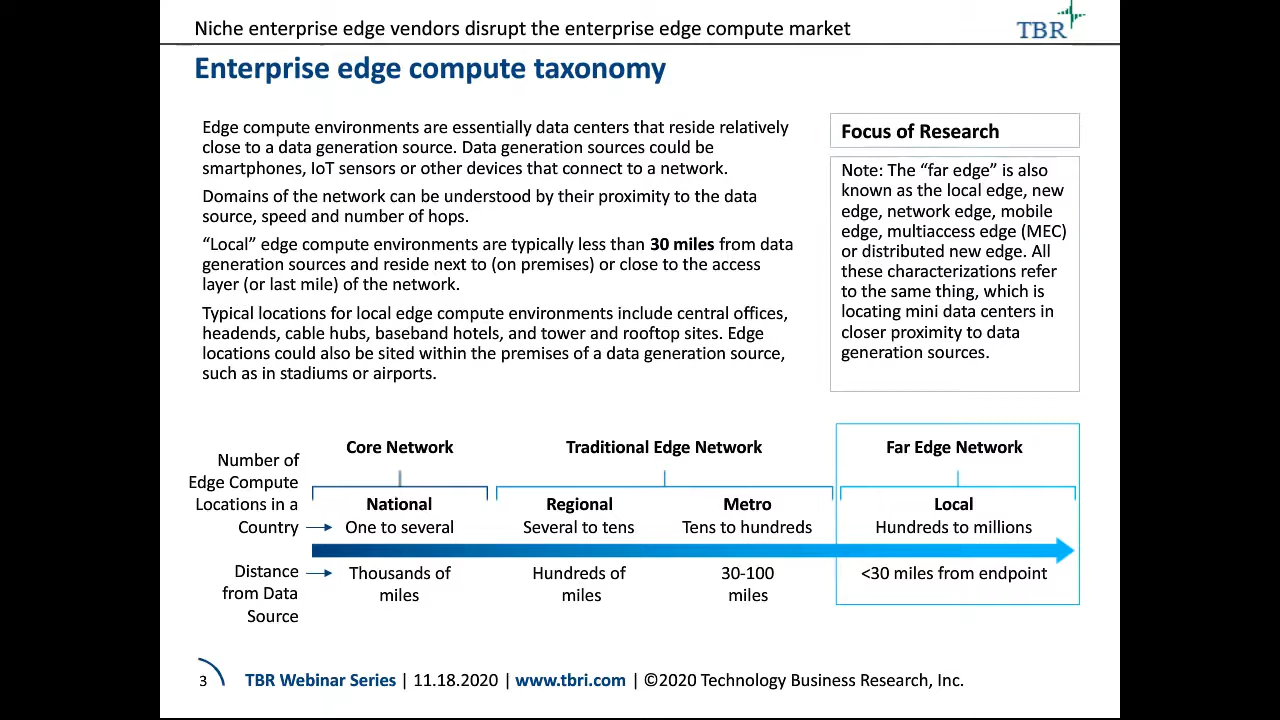 Niche enterprise edge vendors disrupt the enterprise edge compute market
TBR
Enterprise edge compute taxonomy
Edge compute environments are essentially data centers that reside relatively
close to a data generation source. Data generation sources could be
smartphones, IoT sensors or other devices that connect to a network.
Domains of the network can be understood by their proximity to the data
source, speed and number of hops.
“Local” edge compute environments are typically less than 30 miles from data
generation sources and reside next to (on premises) or close to the access
layer (or last mile) of the network.
Typical locations for local edge compute environments include central offices,
headends, cable hubs, baseband hotels, and tower and rooftop sites. Edge
locations could also be sited within the premises of a data generation source,
such as in stadiums or airports.
Focus of Research
Note: The “far edge” is also
known as the local edge, new
edge, network edge, mobile
edge, multiaccess edge (MEC)
or distributed new edge. All
these characterizations refer
to the same thing, which is
locating mini data centers in
closer proximity to data
generation sources.
Core Network
Traditional Edge Network
Far Edge Network
Number of
Edge Compute
Locations in a
Country
National
One to several
Regional
Several to tens
Metro
Tens to hundreds
Local
Hundreds to millions
Distance
from Data
Source
Thousands of
miles
Hundreds of
miles
30-100
miles
<30 miles from endpoint
3
TBR Webinar Series | 11.18.2020 | www.tbri.com | ©2020 Technology Business Research, Inc.